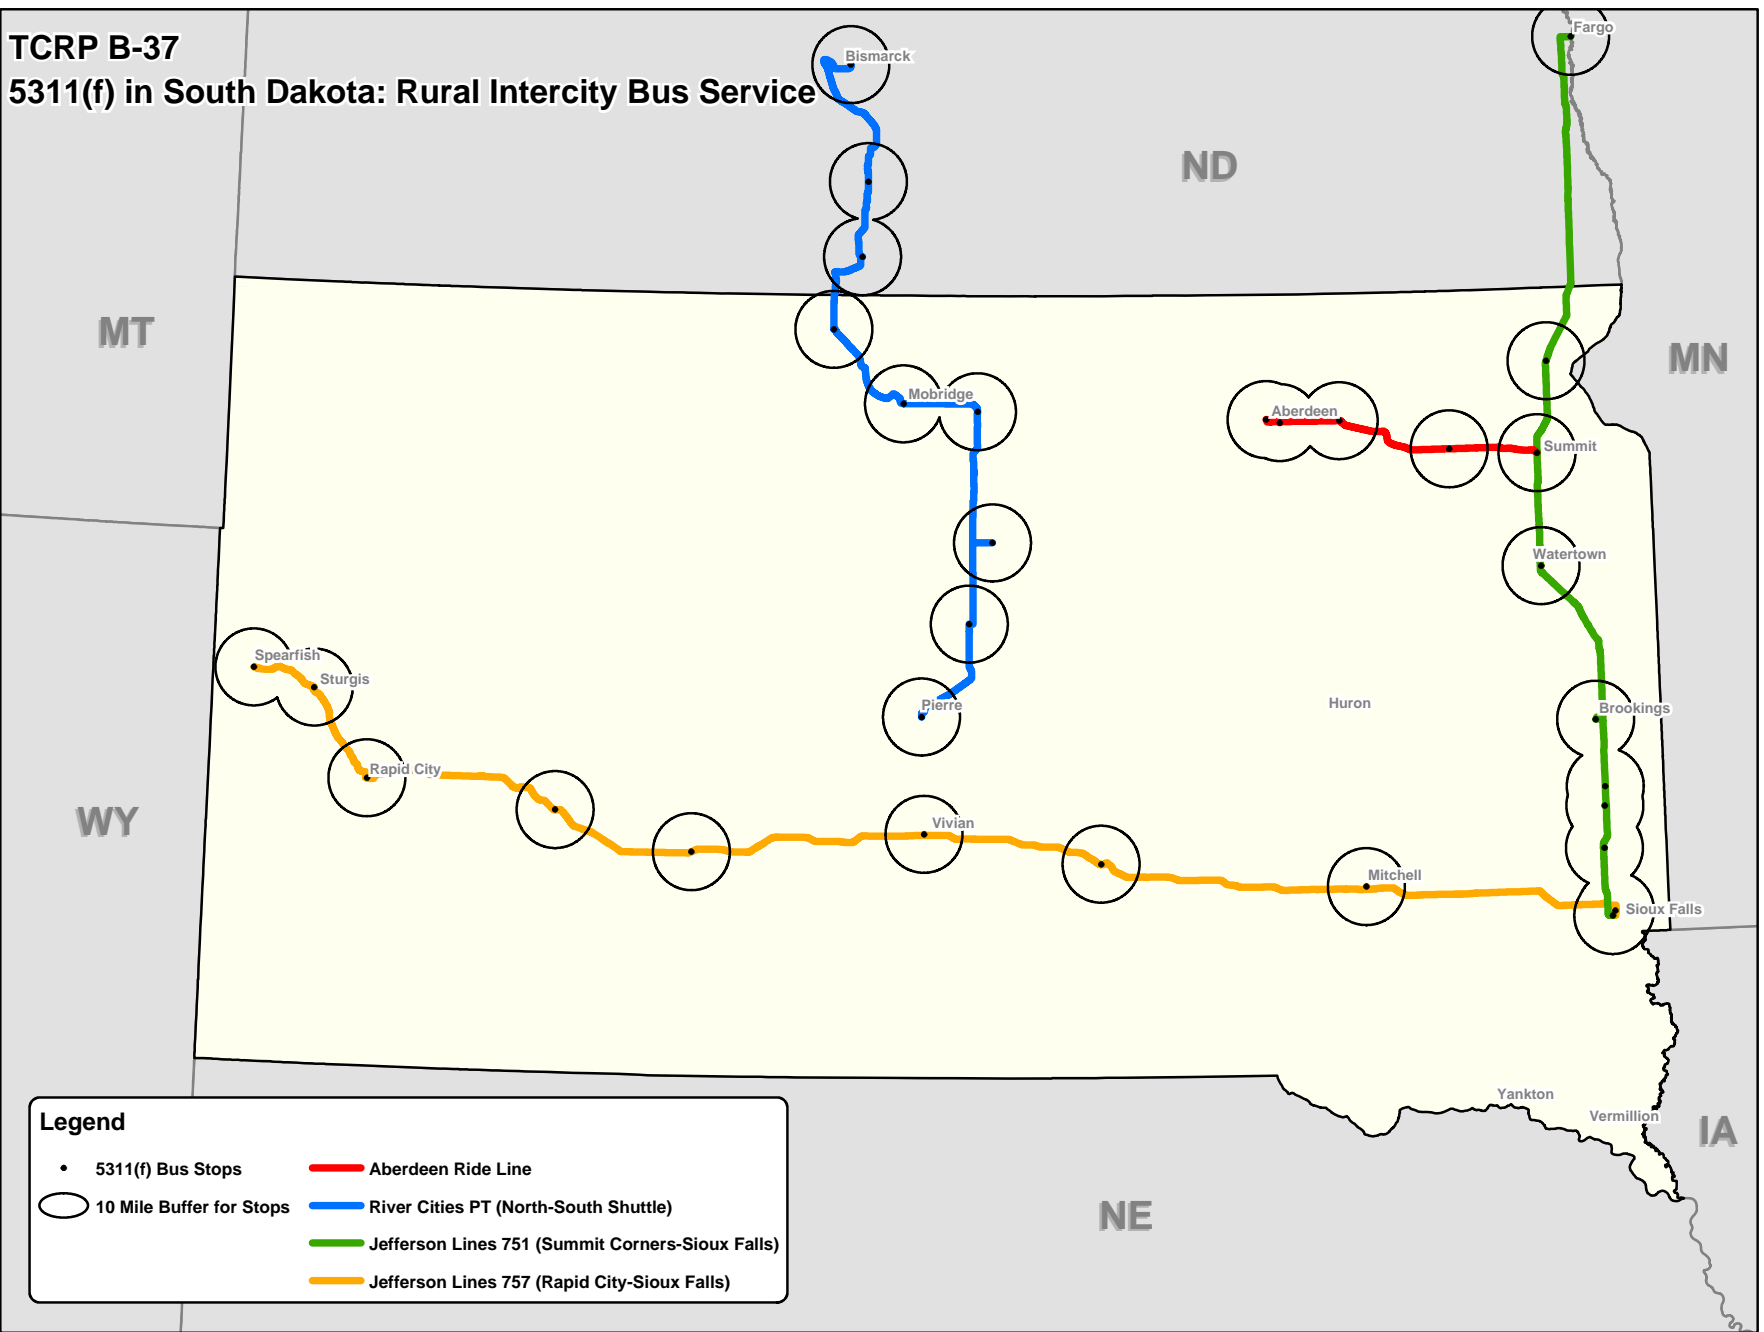 TCRP B-37
5311(f) in South Dakota: Rural Intercity Bus Service
Bismarck
Fargo
ND
MT
MN
Mobridge
Aberdeen
Summit
Watertown
Spearfish
Sturgis
Pierre
Huron
Brookings
Rapid City
WY
Vivian
Mitchell
Sioux Falls
Yankton
Vermillion
IA
NE
Legend
5311(f) Bus Stops
10 Mile Buffer for Stops
Aberdeen Ride Line
River Cities PT (North-South Shuttle)
Jefferson Lines 751 (Summit Corners-Sioux Falls)
Jefferson Lines 757 (Rapid City-Sioux Falls)